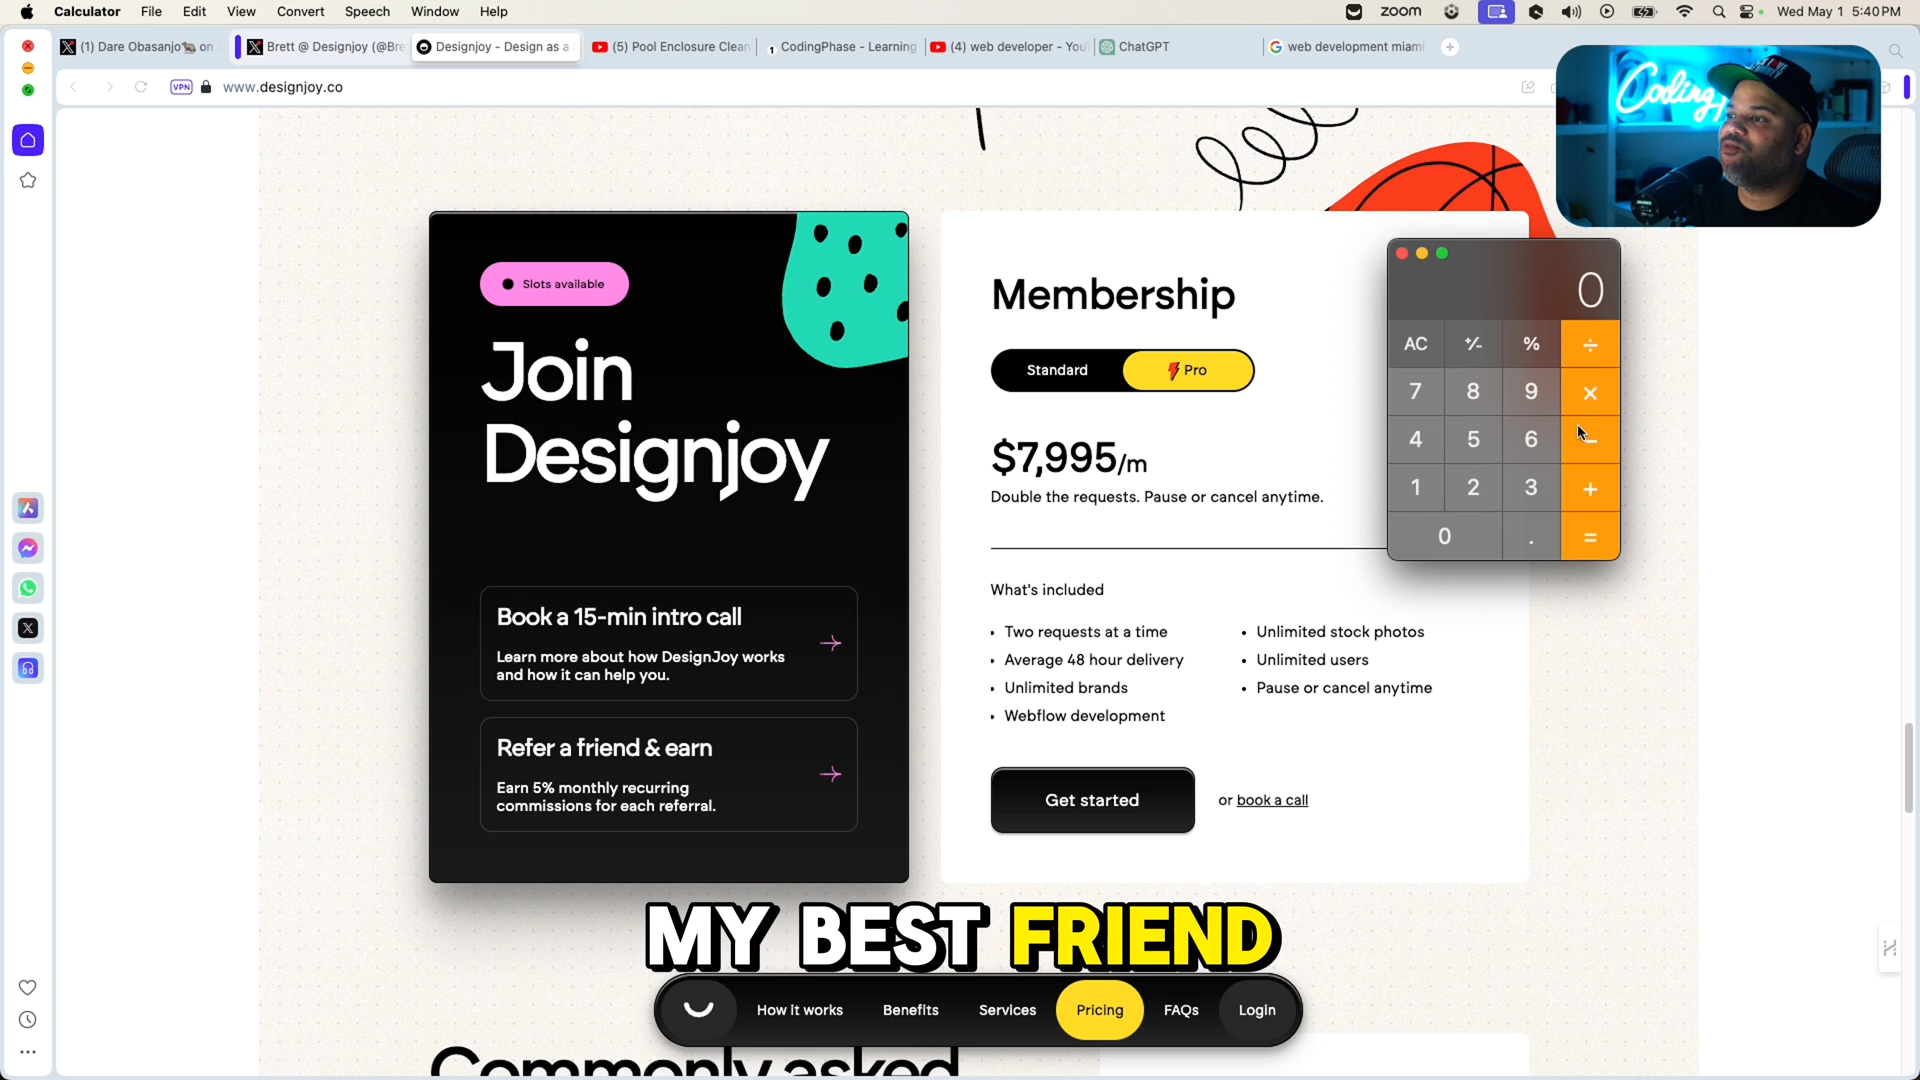 Calculator File Edit View Convert Speech Window Help
zoom
Wed May 1 5:40 PM
(1) Dare Obasanjo on
Brett @ Designjoy (@Bre
Designjoy - Design as a
(5) Pool Enclosure Clean
CodingPhase - Learning
(4) web developer - You
ChatGPT
web development miami
VPN
www.designjoy.co
Coding
Slots available
Join
Designjoy
Book a 15-min intro call
Learn more about how DesignJoy works
and how it can help you.
Refer a friend & earn
Earn 5% monthly recurring
commissions for each referral.
Membership
Standard
Pro
$7,995/m
Double the requests. Pause or cancel anytime.
What's included
Two requests at a time
Average 48 hour delivery
Unlimited brands
Webflow development
Unlimited stock photos
Unlimited users
Pause or cancel anytime
Get started
or book a call
0
AC +/- % ÷
7 8 9 ×
4 5 6 −
1 2 3 +
0 . =
MY BEST FRIEND
How it works Benefits Services Pricing FAQs Login
Commonly asked